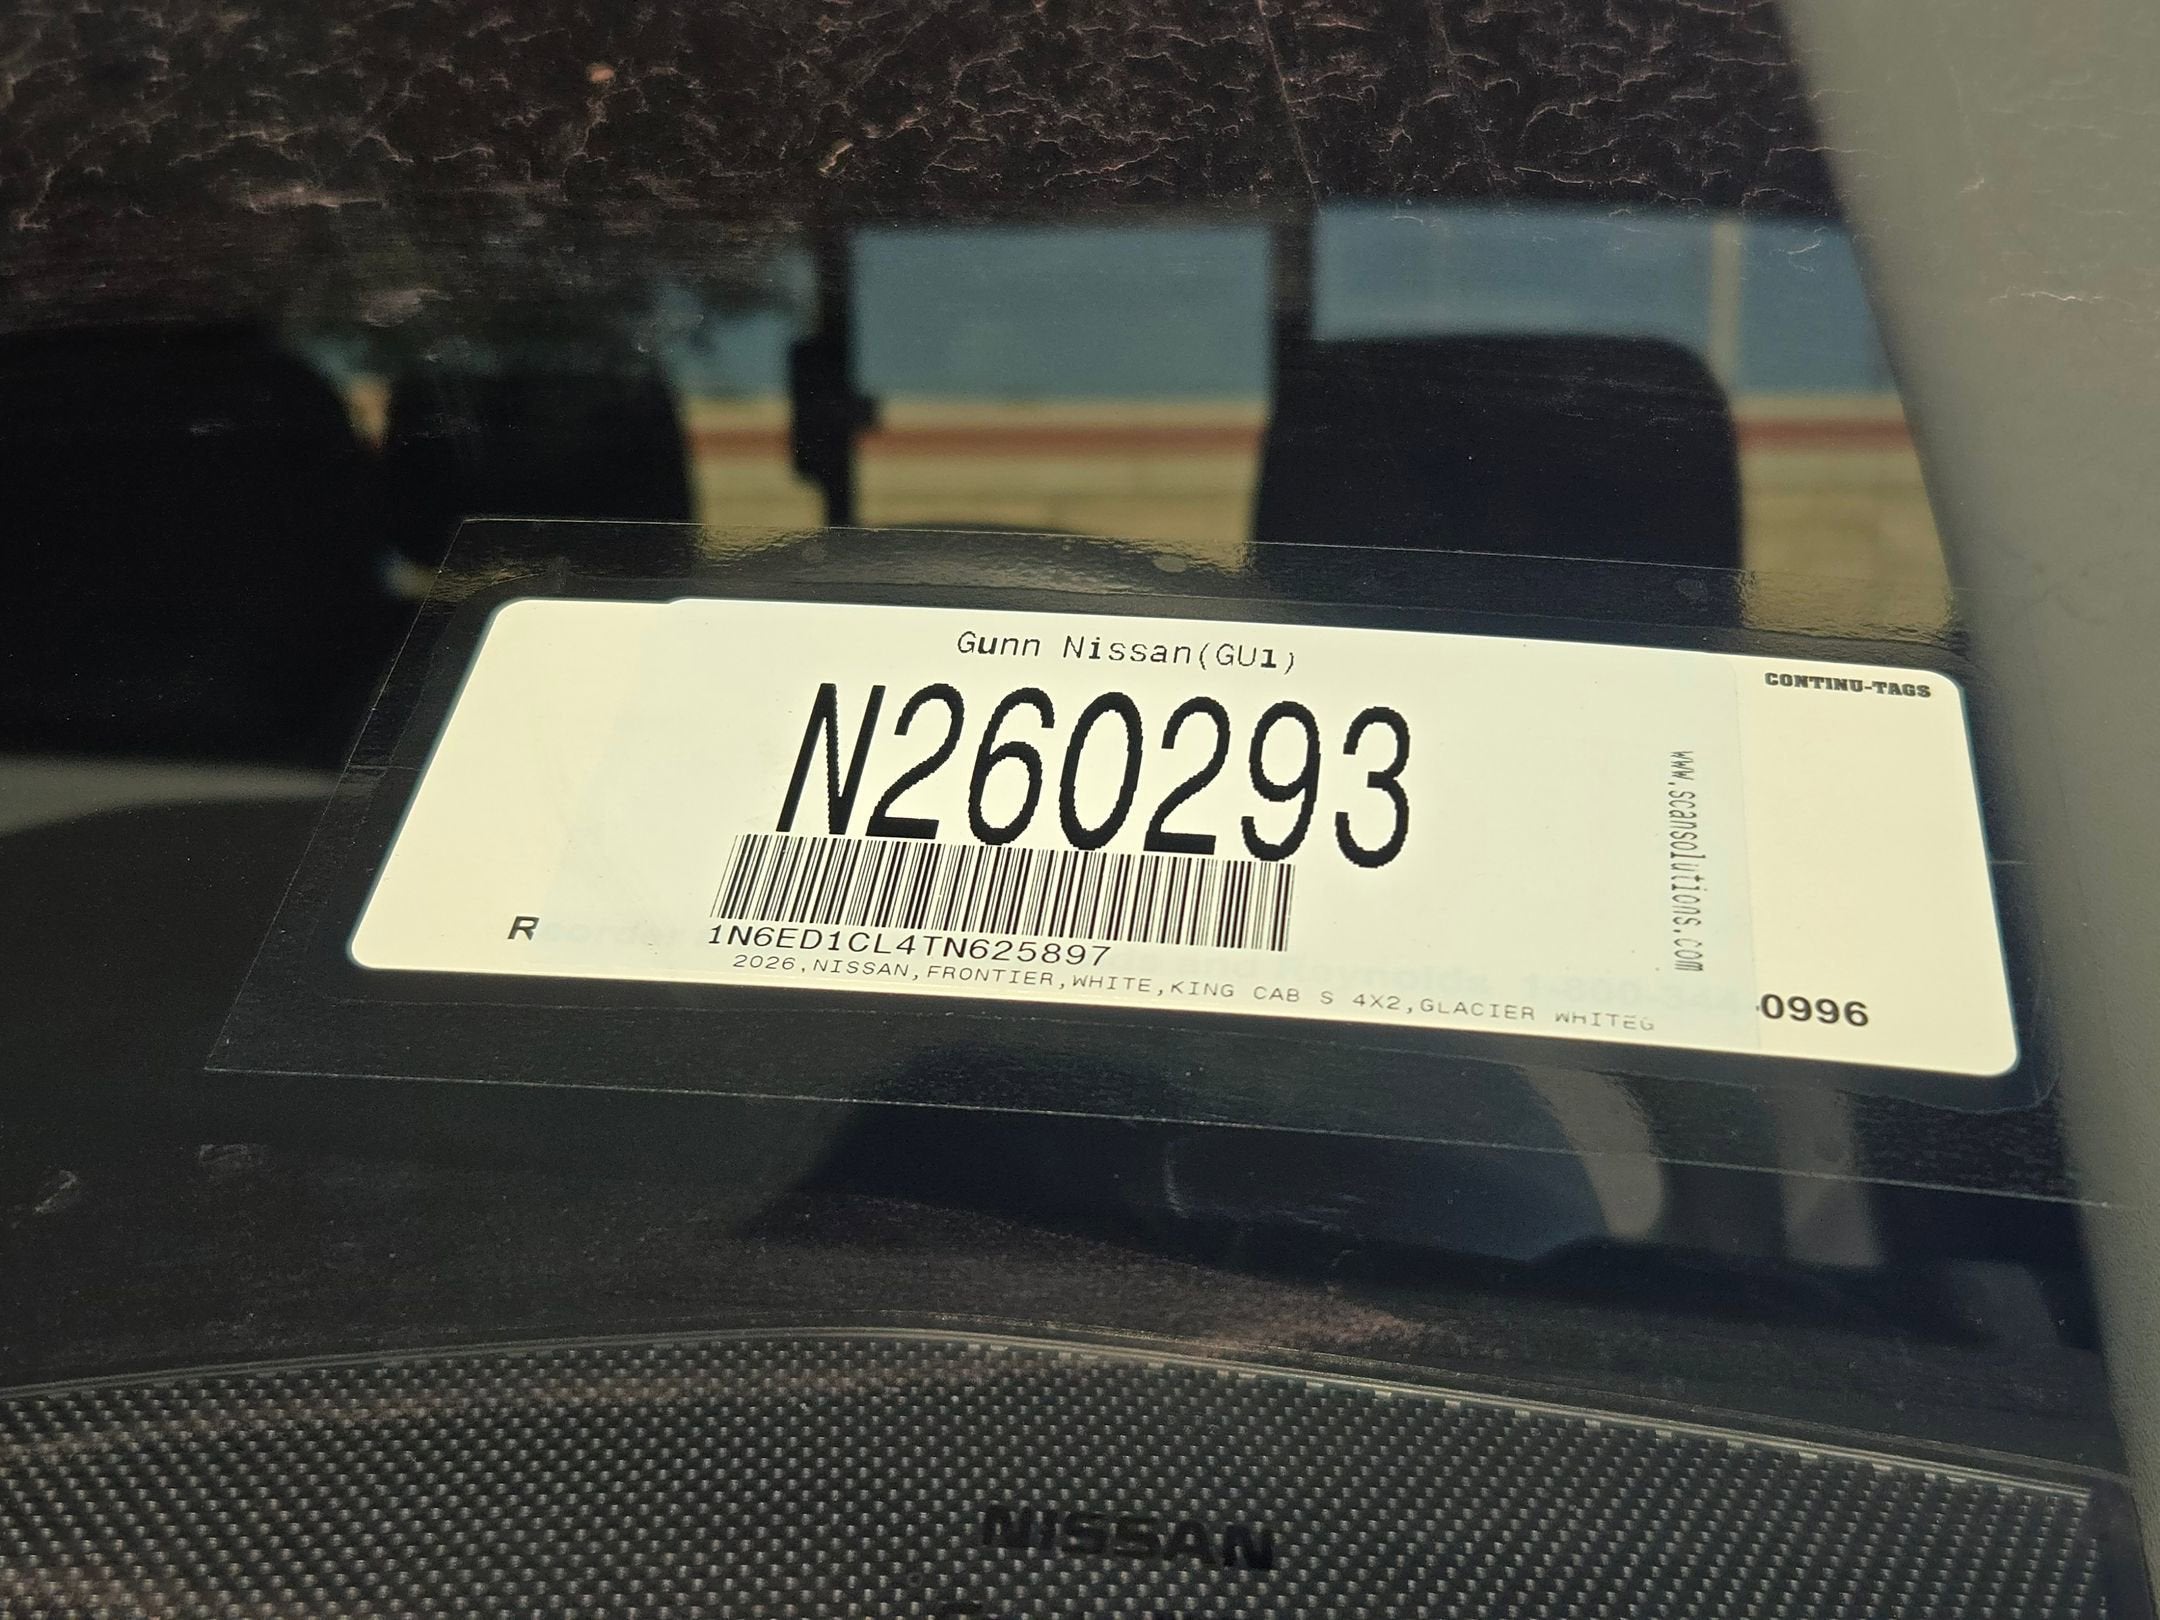 Gunn Nissan(GU1)
CONTINU-TAGS
N260293
www.scansolutions.com
R
1N6ED1CL4TN625897
2026,NISSAN,FRONTIER,WHITE,KING CAB S 4X2,GLACIER WHITEG
-0996
NISSAN